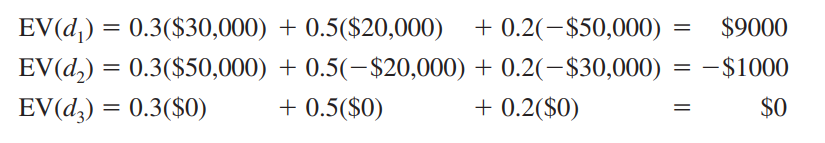 EV(d₁) = 0.3($30,000) + 0.5($20,000) + 0.2(−$50,000) = $9000
EV(d₂) = 0.3($50,000) + 0.5(−$20,000) + 0.2(−$30,000) = −$1000
EV(d₃) = 0.3($0) + 0.5($0) + 0.2($0) = $0